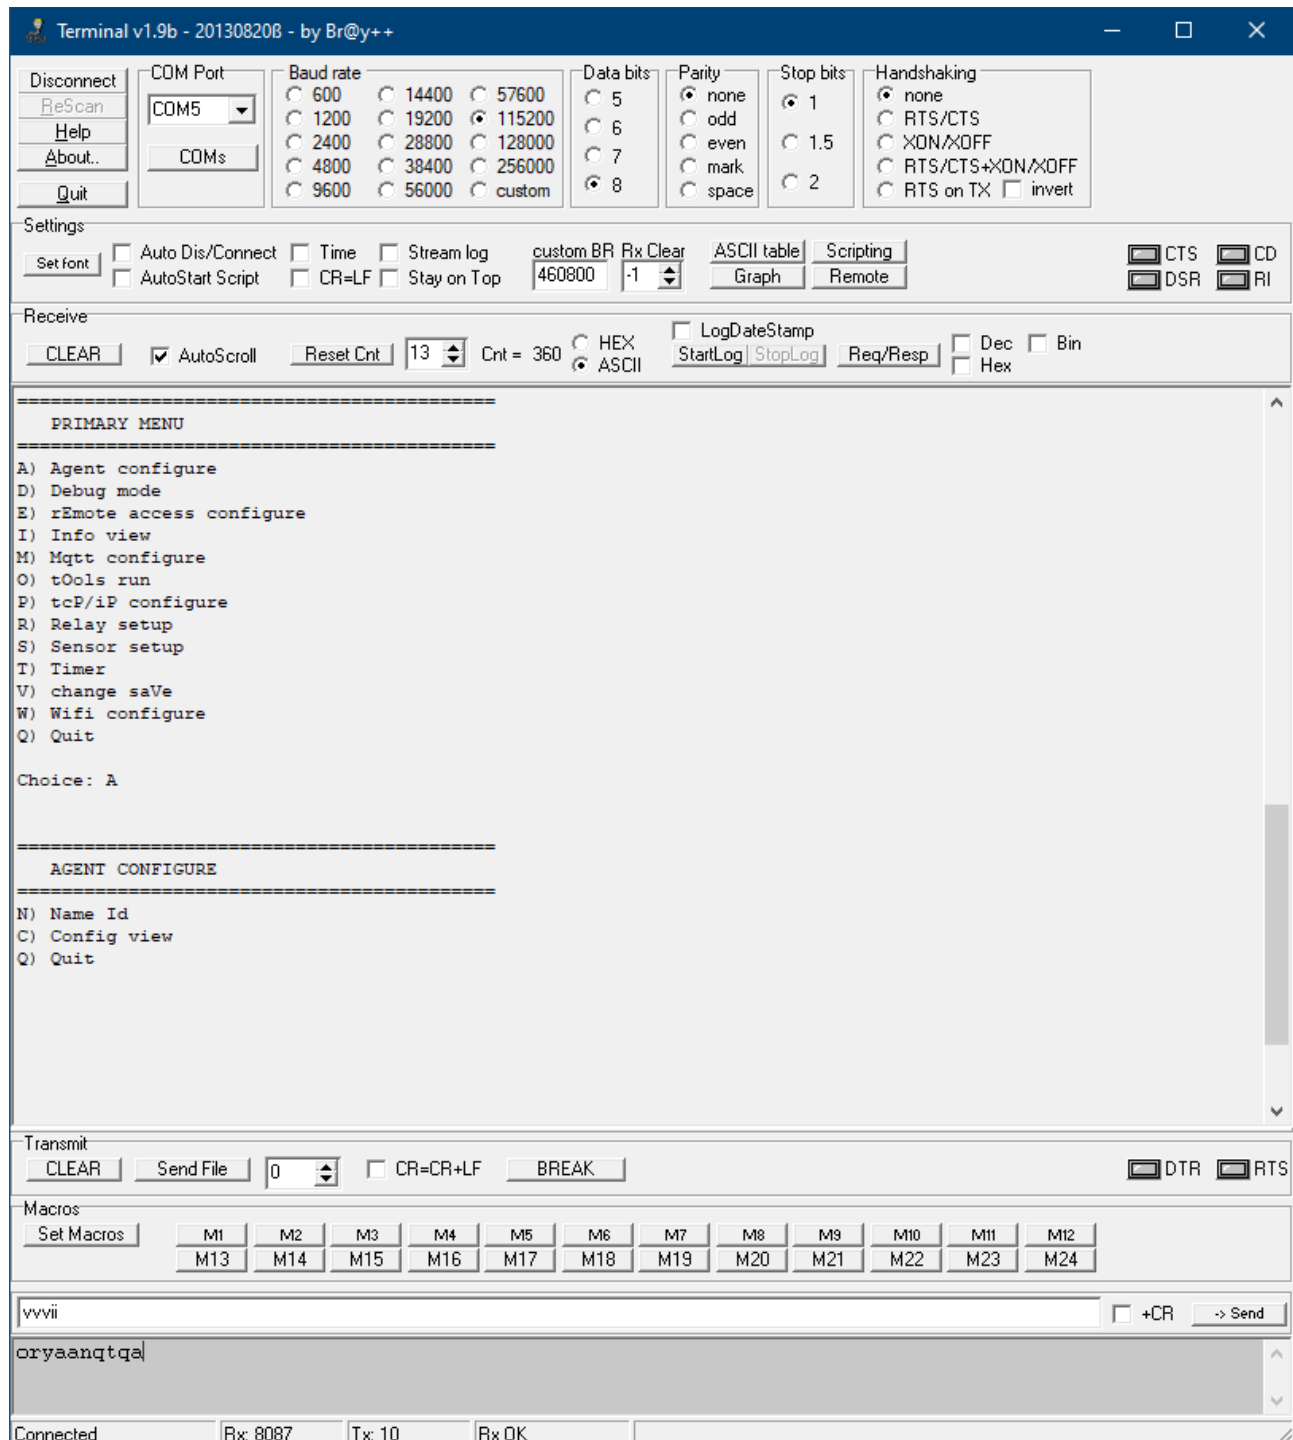 Terminal v1.9b - 20130820ß - by Br@y++
Disconnect
ReScan
Help
About..
Quit
COM Port
COM5
COMs
Baud rate
600 14400 57600
1200 19200 115200
2400 28800 128000
4800 38400 256000
9600 56000 custom
Data bits
5
6
7
8
Parity
none
odd
even
mark
space
Stop bits
1
1.5
2
Handshaking
none
RTS/CTS
XON/XOFF
RTS/CTS+XON/XOFF
RTS on TX invert
Settings
Set font
Auto Dis/Connect Time Stream log
AutoStart Script CR=LF Stay on Top
custom BR Rx Clear
460800 -1
ASCII table Scripting
Graph Remote
CTS CD
DSR RI
Receive
CLEAR AutoScroll Reset Cnt 13 Cnt = 360
HEX
ASCII
LogDateStamp
StartLog StopLog Req/Resp
Dec Bin
Hex
===========================================
PRIMARY MENU
===========================================
A) Agent configure
D) Debug mode
E) rEmote access configure
I) Info view
M) Mqtt configure
O) tOols run
P) tcP/iP configure
R) Relay setup
S) Sensor setup
T) Timer
V) change saVe
W) Wifi configure
Q) Quit
Choice: A
===========================================
AGENT CONFIGURE
===========================================
N) Name Id
C) Config view
Q) Quit
Transmit
CLEAR Send File 0 CR=CR+LF BREAK DTR RTS
Macros
Set Macros
M1 M2 M3 M4 M5 M6 M7 M8 M9 M10 M11 M12
M13 M14 M15 M16 M17 M18 M19 M20 M21 M22 M23 M24
vvvii +CR -> Send
oryaanqtqa
Connected Rx: 8087 Tx: 10 Rx OK